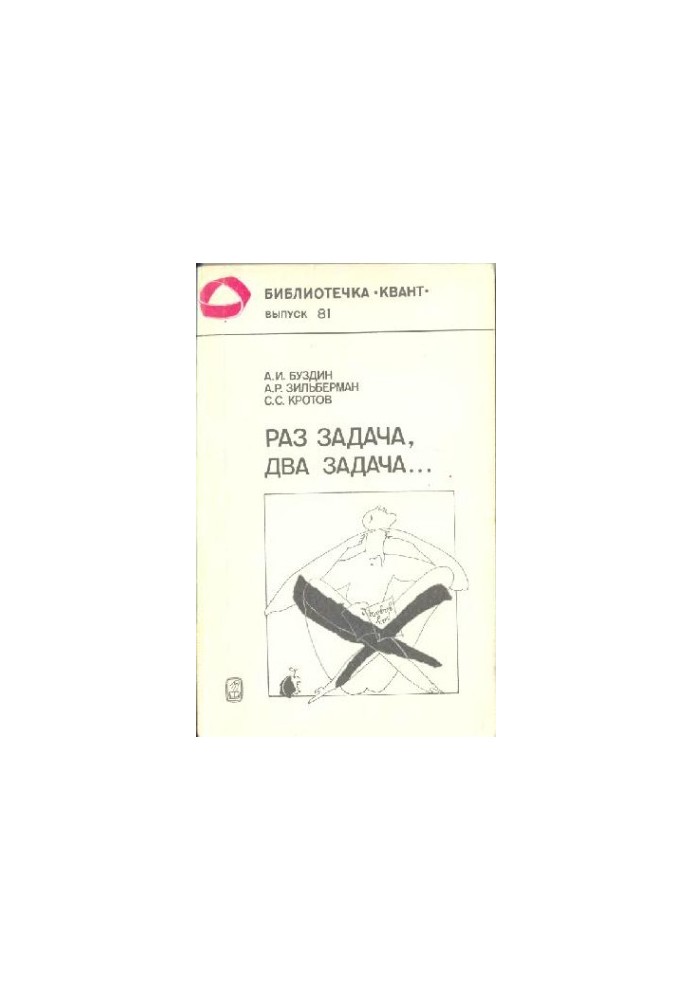 БИБЛИОТЕЧКА •КВАНТ•
ВЫПУСК 81
А.И. БУЗДИН
А.Р. ЗИЛЬБЕРМАН
С.С. КРОТОВ
РАЗ ЗАДАЧА,
ДВА ЗАДАЧА...